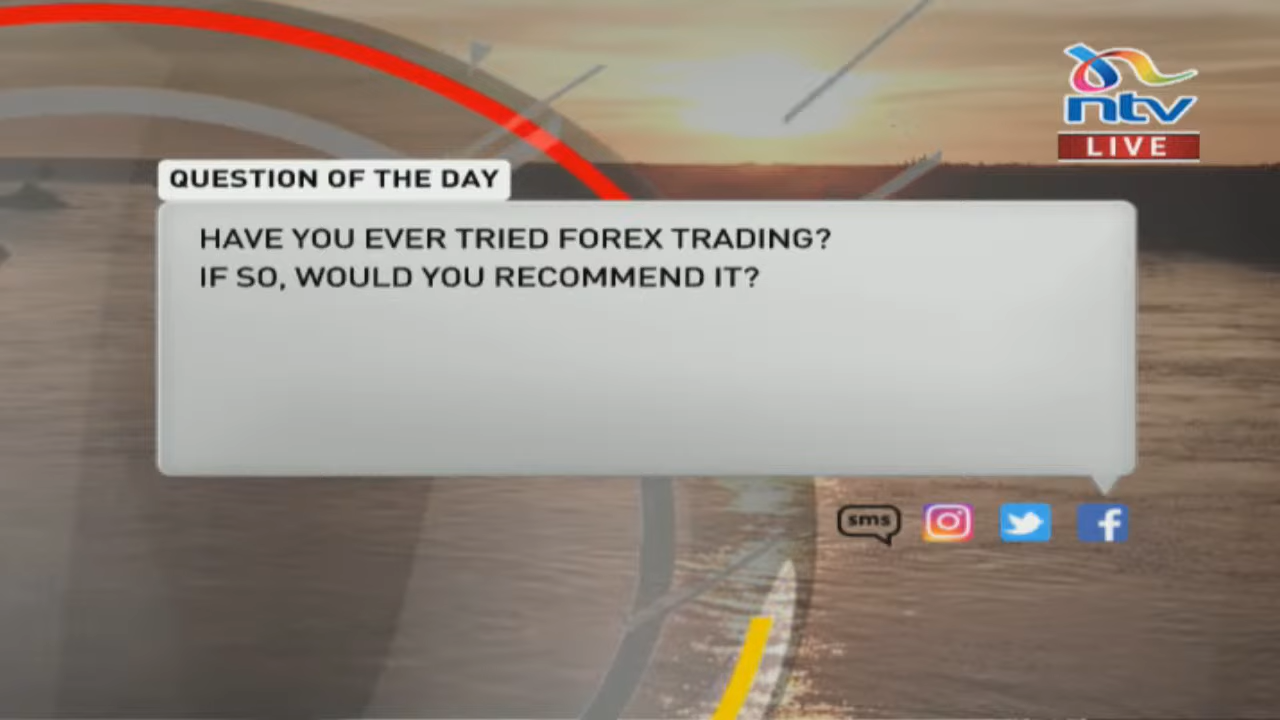 ntv
LIVE
QUESTION OF THE DAY
HAVE YOU EVER TRIED FOREX TRADING?
IF SO, WOULD YOU RECOMMEND IT?
sms